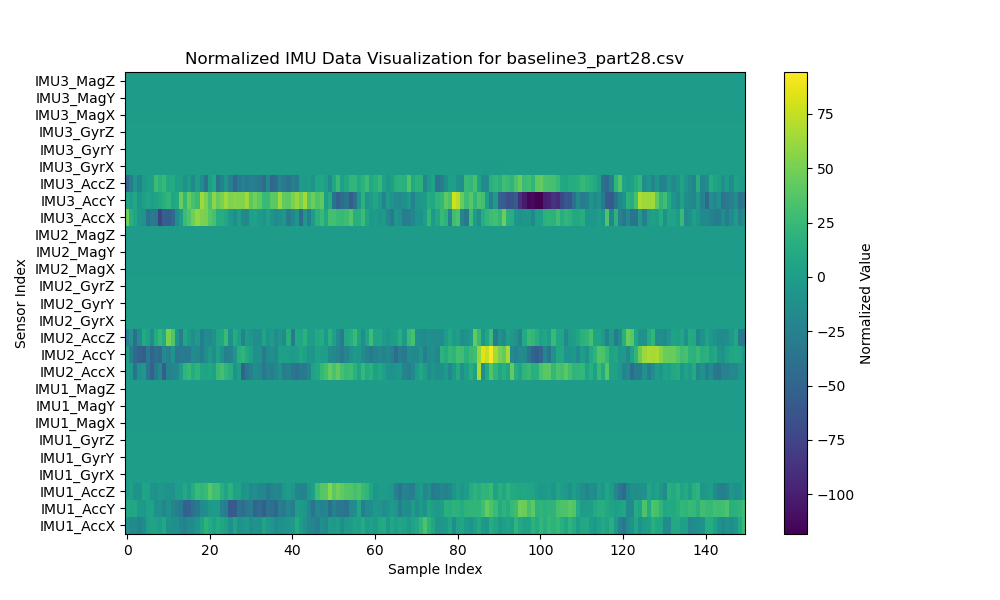 Normalized IMU Data Visualization for baseline3_part28.csv
IMU3_MagZ
IMU3_MagY
IMU3_MagX
IMU3_GyrZ
IMU3_GyrY
IMU3_GyrX
IMU3_AccZ
IMU3_AccY
IMU3_AccX
IMU2_MagZ
IMU2_MagY
IMU2_MagX
IMU2_GyrZ
IMU2_GyrY
IMU2_GyrX
IMU2_AccZ
IMU2_AccY
IMU2_AccX
IMU1_MagZ
IMU1_MagY
IMU1_MagX
IMU1_GyrZ
IMU1_GyrY
IMU1_GyrX
IMU1_AccZ
IMU1_AccY
IMU1_AccX
Sensor Index
0 20 40 60 80 100 120 140
Sample Index
75
50
25
0
−25
−50
−75
−100
Normalized Value